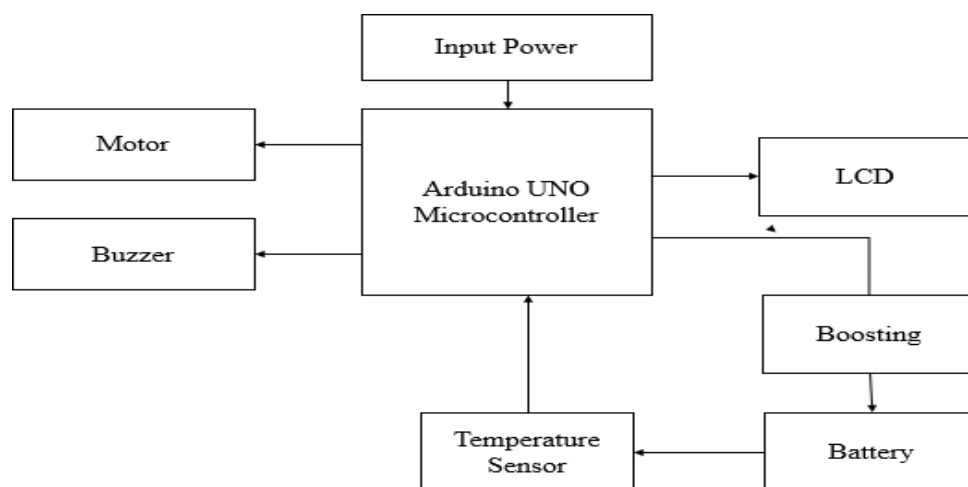 Input Power
Motor
Arduino UNO
Microcontroller
LCD
Buzzer
Boosting
Temperature
Sensor
Battery